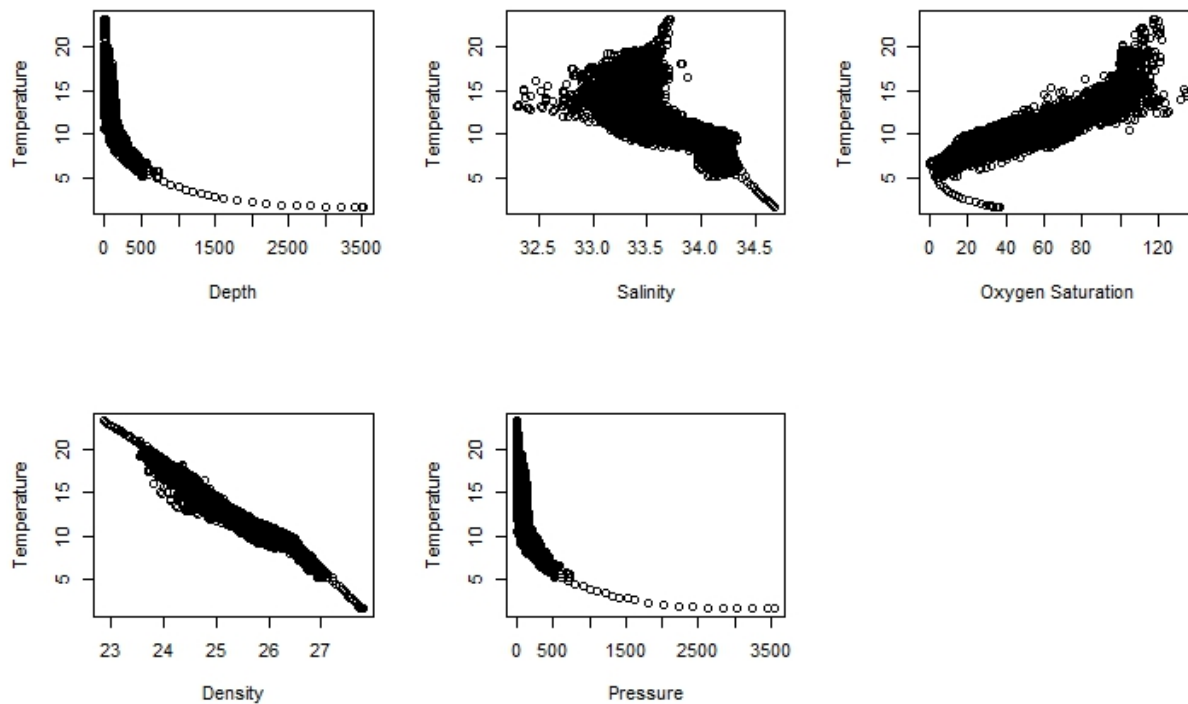 Temperature
5 10 15 20
0 500 1500 2500 3500
Depth
Temperature
5 10 15 20
32.5 33.0 33.5 34.0 34.5
Salinity
Temperature
5 10 15 20
0 20 40 60 80 120
Oxygen Saturation
Temperature
5 10 15 20
23 24 25 26 27
Density
Temperature
5 10 15 20
0 500 1500 2500 3500
Pressure